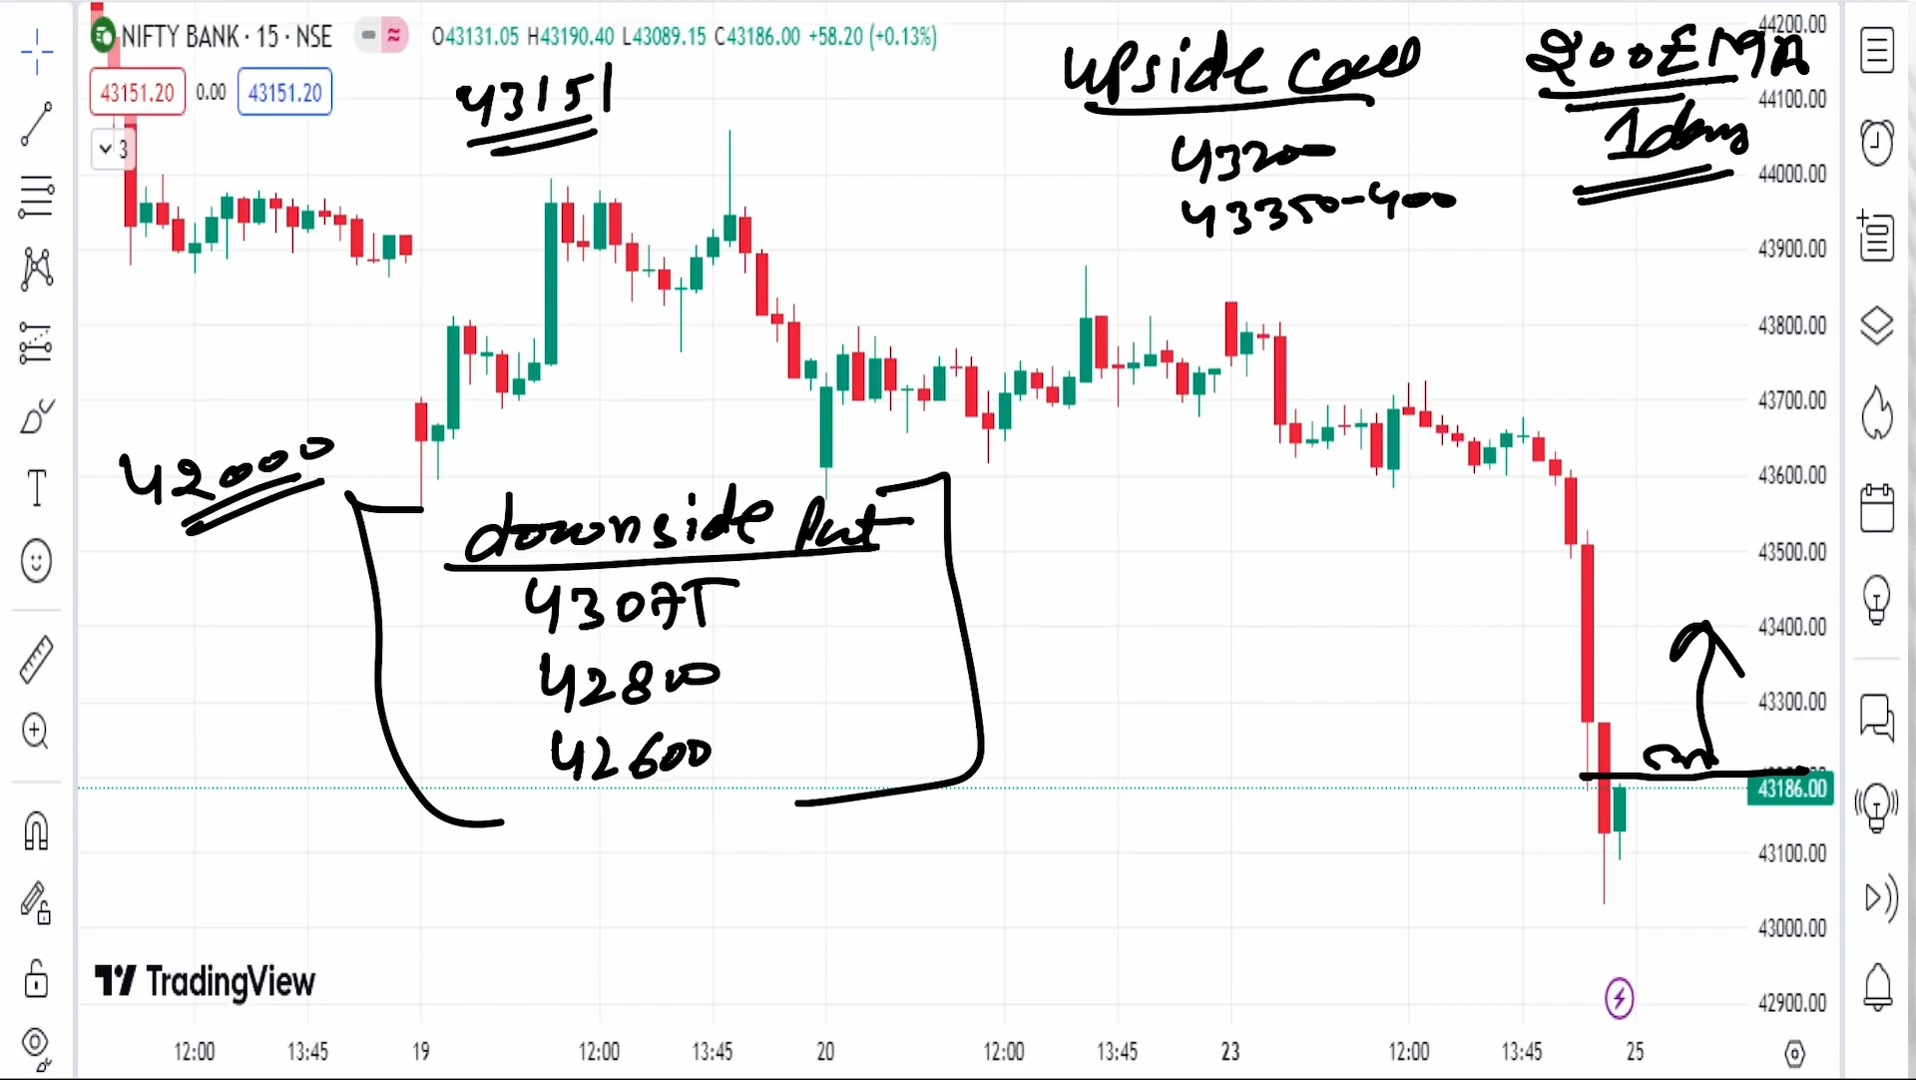 NIFTY BANK · 15 · NSE
O43131.05 H43190.40 L43089.15 C43186.00 +58.20 (+0.13%)
43151.20 0.00 43151.20
3
43151
upside call
43200
43350-400
200EMA
1day
42000
downside Put
43075
42800
42600
44200.00
44100.00
44000.00
43900.00
43800.00
43700.00
43600.00
43500.00
43400.00
43300.00
43186.00
43100.00
43000.00
42900.00
TradingView
12:00 13:45 19 12:00 13:45 20 12:00 13:45 23 12:00 13:45 25